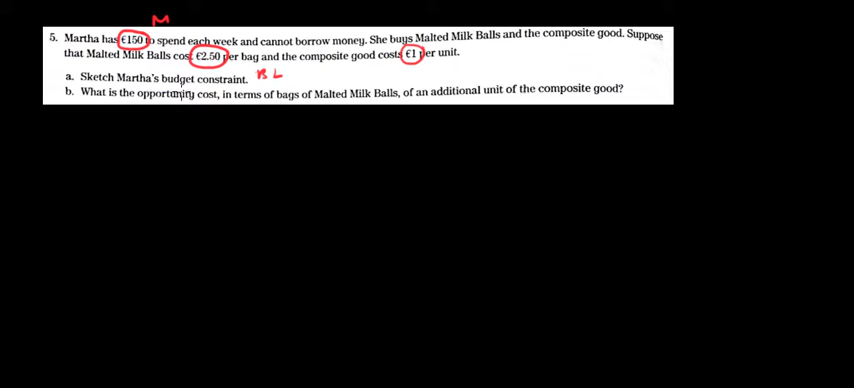 M
5. Martha has €150 to spend each week and cannot borrow money. She buys Malted Milk Balls and the composite good. Suppose
that Malted Milk Balls cost €2.50 per bag and the composite good costs €1 per unit.
a. Sketch Martha's budget constraint. B L
b. What is the opportunity cost, in terms of bags of Malted Milk Balls, of an additional unit of the composite good?